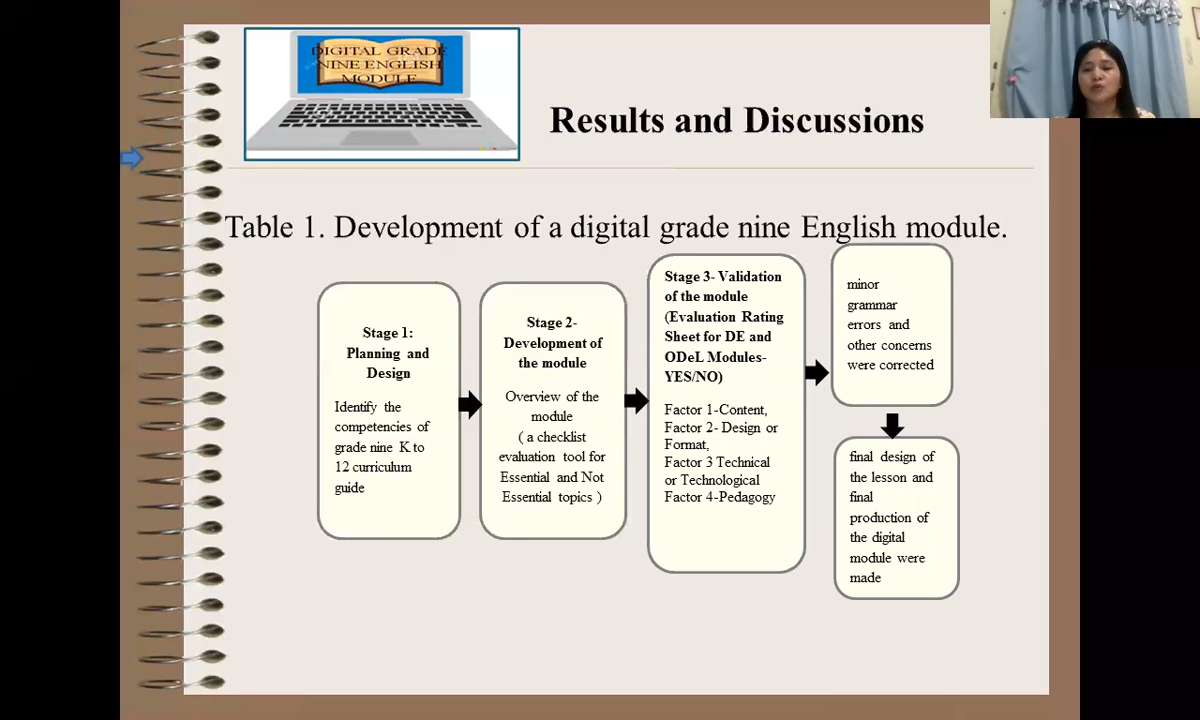 DIGITAL GRADE
NINE ENGLISH
MODULE
Results and Discussions
Table 1. Development of a digital grade nine English module.
Stage 1:
Planning and
Design
Identify the
competencies of
grade nine K to
12 curriculum
guide
Stage 2-
Development of
the module
Overview of the
module
( a checklist
evaluation tool for
Essential and Not
Essential topics )
Stage 3- Validation
of the module
(Evaluation Rating
Sheet for DE and
ODeL Modules-
YES/NO)
Factor 1-Content,
Factor 2- Design or
Format,
Factor 3 Technical
or Technological
Factor 4-Pedagogy
minor
grammar
errors and
other concerns
were corrected
final design of
the lesson and
final
production of
the digital
module were
made